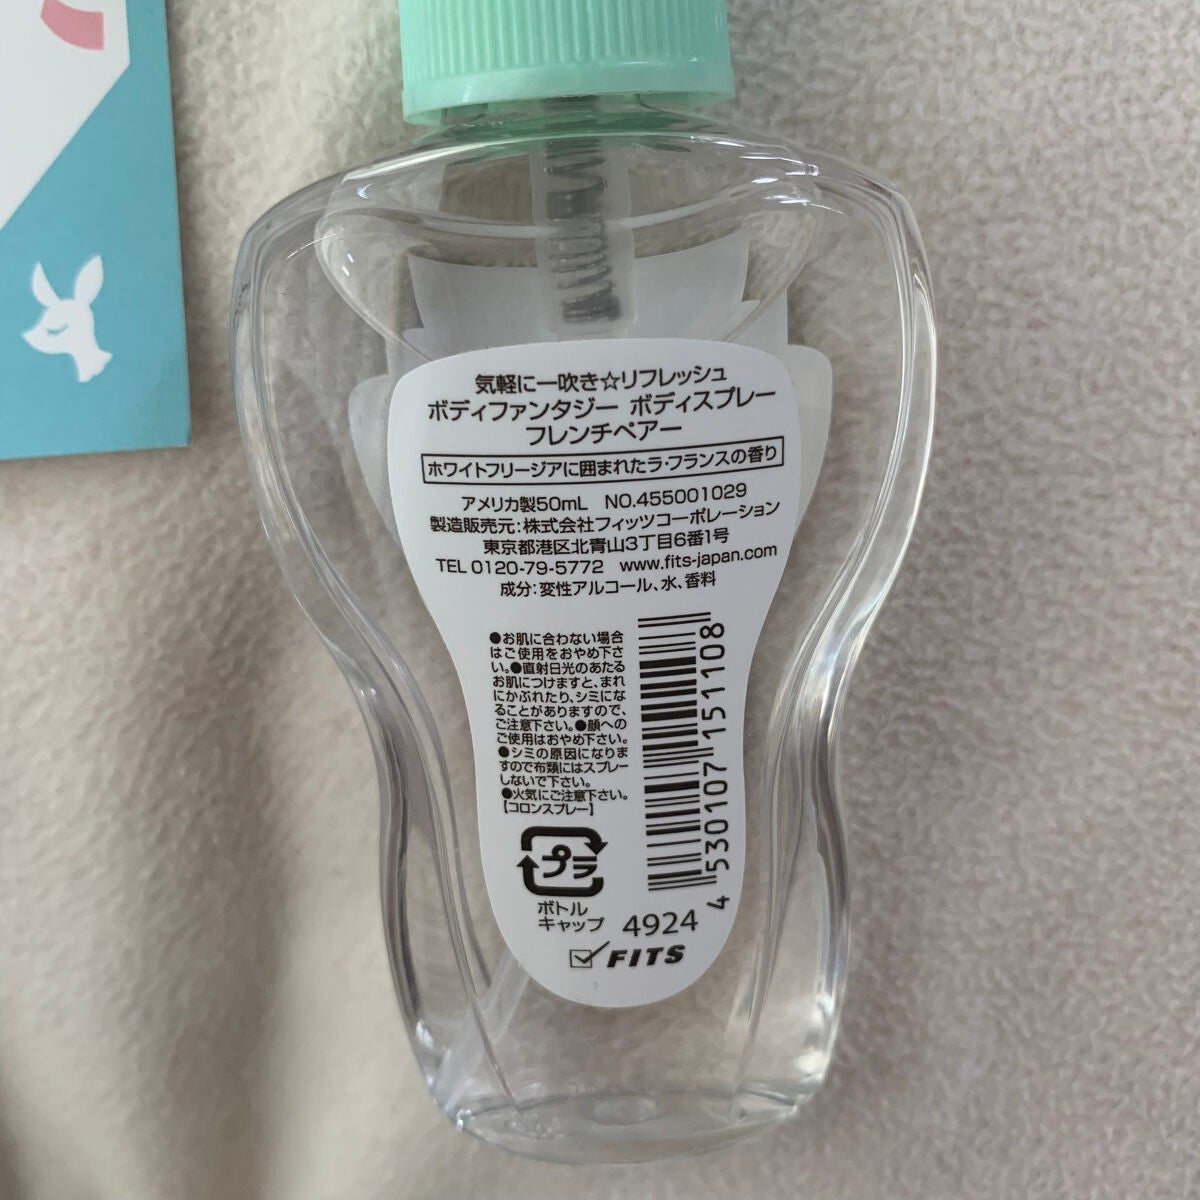 気軽に一吹き☆リフレッシュ
ボディファンタジー ボディスプレー
フレンチペアー
ホワイトフリージアに囲まれたラ・フランスの香り
アメリカ製50mL NO.455001029
製造販売元:株式会社フィッツコーポレーション
東京都港区北青山3丁目6番1号
TEL 0120-79-5772 www.fits-japan.com
成分:変性アルコール、水、香料
●お肌に合わない場合
はご使用をおやめ下さ
い。●直射日光のあたる
お肌につけますと、まれ
にかぶれたり、シミにな
ることがありますので、
ご注意下さい。●顔への
ご使用はおやめ下さい。
●シミの原因になりま
すので布類にはスプレー
しないで下さい。
●火気にご注意下さい。
【コロンスプレー】
4 530107 151108
プラ
ボトル
キャップ
4924
FITS